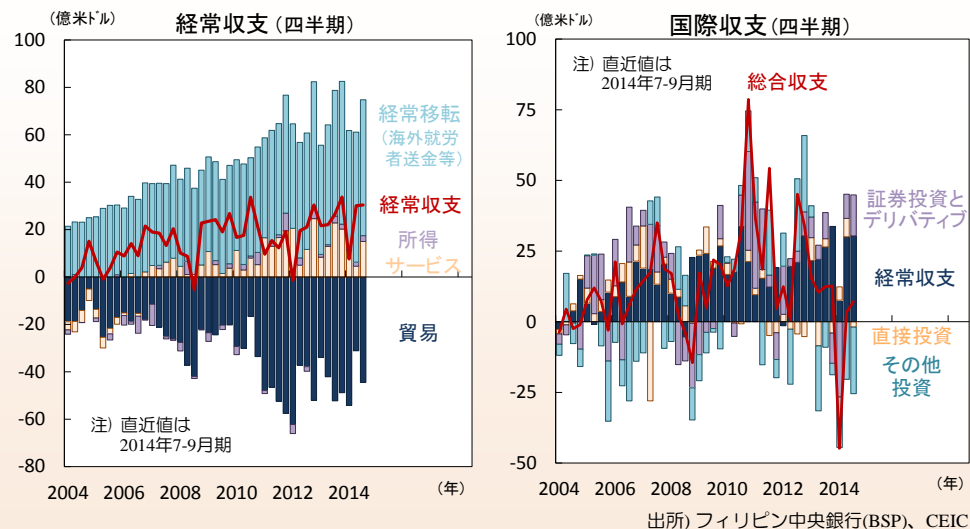 経常収支 (四半期)
(億米ドル)
100
80
60
40
20
0
-20
-40
-60
-80
経常移転
(海外就労
者送金等)
経常収支
所得
サービス
貿易
注) 直近値は
2014年7-9月期
2004 2006 2008 2010 2012 2014
(年)
国際収支 (四半期)
(億米ドル)
100
50
0
-50
注) 直近値は
2014年7-9月期
総合収支
証券投資と
デリバティブ
経常収支
直接投資
その他
投資
2004 2006 2008 2010 2012 2014
(年)
出所) フィリピン中央銀行(BSP)、CEIC